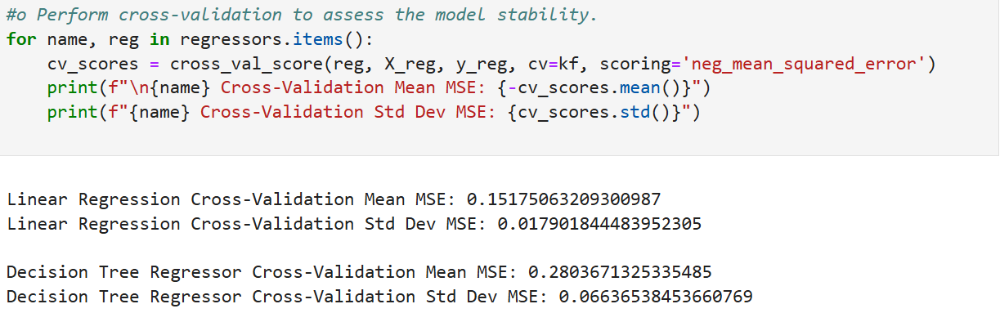 #o Perform cross-validation to assess the model stability.
for name, reg in regressors.items():
    cv_scores = cross_val_score(reg, X_reg, y_reg, cv=kf, scoring='neg_mean_squared_error')
    print(f"\n{name} Cross-Validation Mean MSE: {-cv_scores.mean()}")
    print(f"{name} Cross-Validation Std Dev MSE: {cv_scores.std()}")
Linear Regression Cross-Validation Mean MSE: 0.15175063209300987
Linear Regression Cross-Validation Std Dev MSE: 0.017901844483952305
Decision Tree Regressor Cross-Validation Mean MSE: 0.2803671325335485
Decision Tree Regressor Cross-Validation Std Dev MSE: 0.06636538453660769